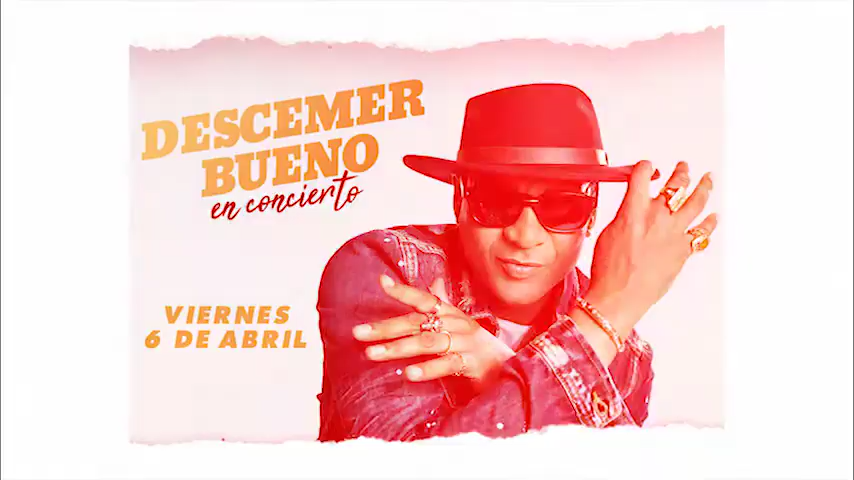 DESCEMER
BUENO
en concierto
VIERNES
6 DE ABRIL